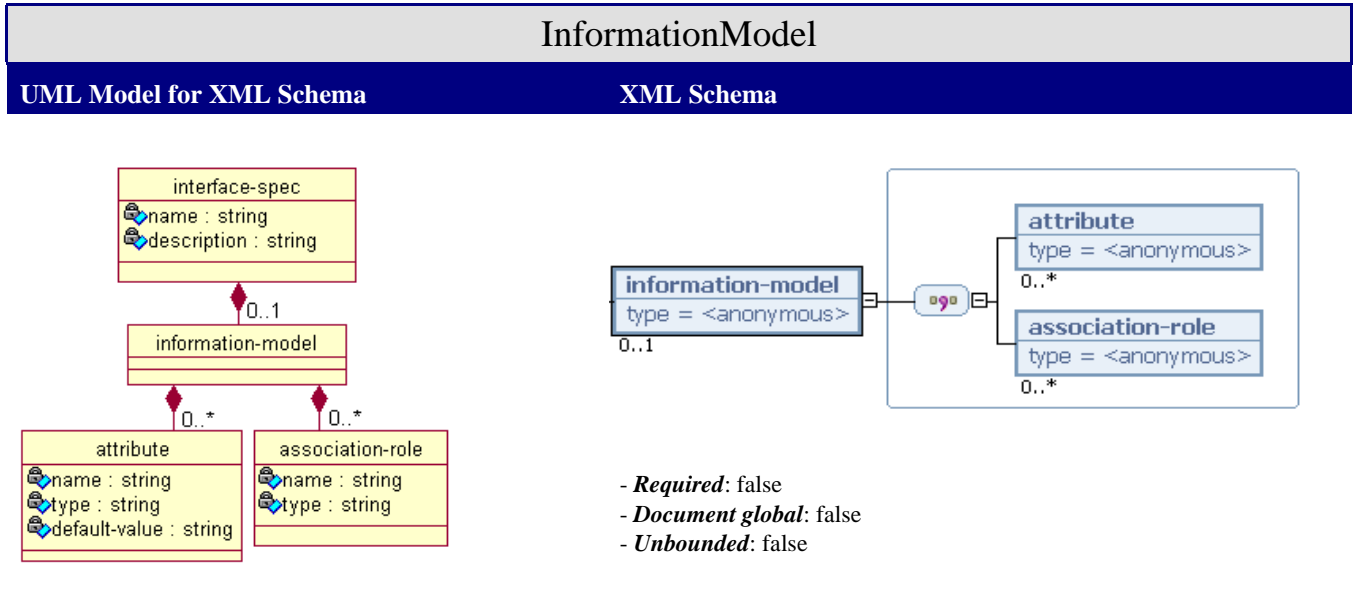 InformationModel
UML Model for XML Schema
XML Schema
interface-spec
name : string
description : string
0..1
information-model
0..*
0..*
attribute
name : string
type : string
default-value : string
association-role
name : string
type : string
information-model
type = <anonymous>
0..1
attribute
type = <anonymous>
0..*
association-role
type = <anonymous>
0..*
- Required: false
- Document global: false
- Unbounded: false